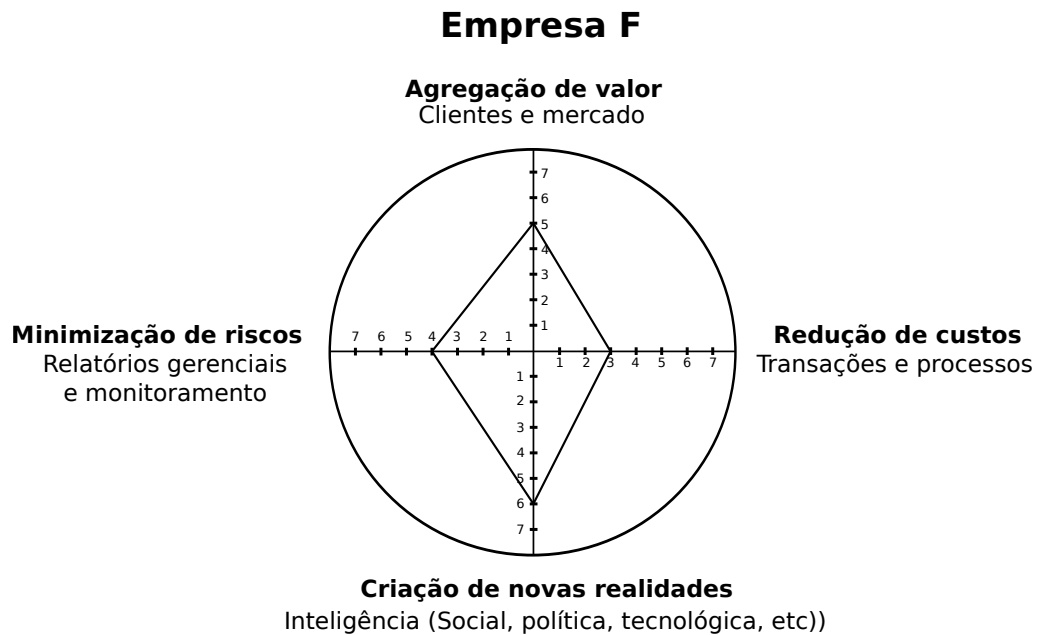 Empresa F
Agregação de valor
Clientes e mercado
7
6
5
4
3
2
1
Minimização de riscos
Relatórios gerenciais
e monitoramento
7 6 5 4 3 2 1
1 2 3 4 5 6 7
Redução de custos
Transações e processos
1
2
3
4
5
6
7
Criação de novas realidades
Inteligência (Social, política, tecnológica, etc))